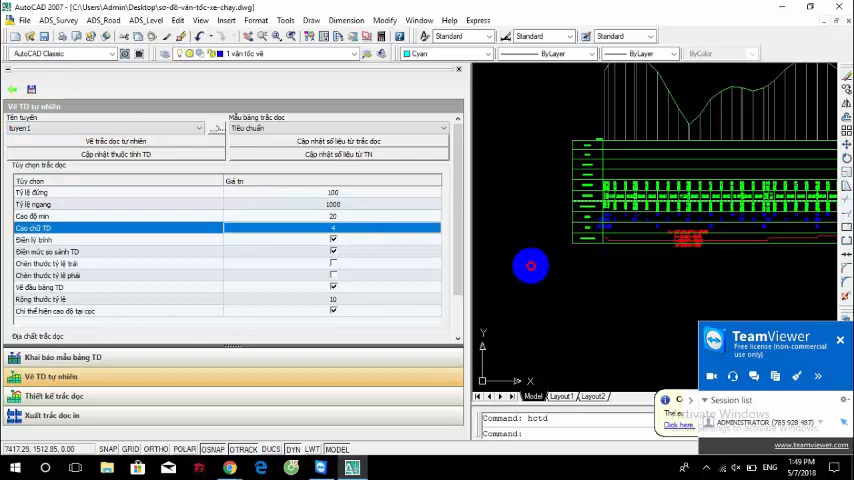 AutoCAD 2007 - [C:\Users\Admin\Desktop\so-đồ-ván-tốc-xe-chay.dwg]
File ADS_Survey ADS_Road ADS_Level Edit View Insert Format Tools Draw Dimension Modify Window Help Express
Standard Standard Standard
AutoCAD Classic 1 vân tốc vẽ Cyan ByLayer ByLayer ByColor
Vẽ TD tự nhiên
Tên tuyến Mẫu bảng trắc dọc
tuyen1 ... Tiêu chuẩn
Vẽ trắc dọc tự nhiên Cập nhật số liệu từ trắc dọc
Cập nhật thuộc tính TD Cập nhật số liệu từ TN
Tùy chọn trắc dọc
Tùy chọn Giá trị
Tỷ lệ đứng 100
Tỷ lệ ngang 1000
Cao độ min 20
Cao chữ TD 4
Điền lý trình
Điền mức so sánh TD
Chèn thước tỷ lệ trái
Chèn thước tỷ lệ phải
Vẽ đầu bảng TD
Rộng thước tỷ lệ 10
Chỉ thể hiện cao độ tại cọc
Địa chất trắc dọc
Khai báo mẫu bảng TD
Vẽ TD tự nhiên
Thiết kế trắc dọc
Xuất trắc dọc in
Y
X
Model Layout1 Layout2
Command: hctd
Command:
TeamViewer
Free license (non-commercial
use only)
Session list
ADMINISTRATOR (785 928 487)
www.teamviewer.com
Click here
Activate Windows
7417.29, 1512.85, 0.00 SNAP GRID ORTHO POLAR OSNAP OTRACK DUCS DYN LWT MODEL
ENG 1:49 PM
5/7/2018